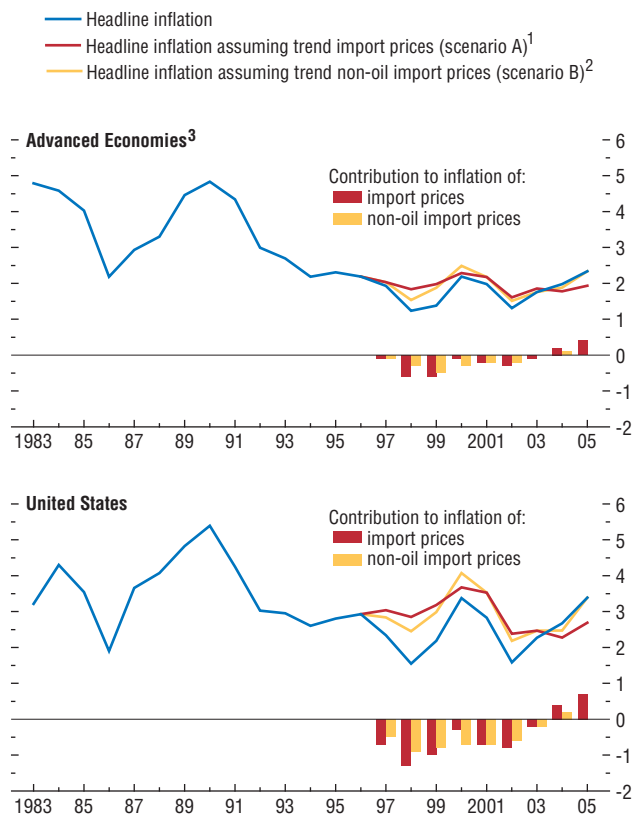 Headline inflation
Headline inflation assuming trend import prices (scenario A)1
Headline inflation assuming trend non-oil import prices (scenario B)2
Advanced Economies3
Contribution to inflation of:
import prices
non-oil import prices
6
5
4
3
2
1
0
-1
-2
1983 85 87 89 91 93 95 97 99 2001 03 05
United States
Contribution to inflation of:
import prices
non-oil import prices
6
5
4
3
2
1
0
-1
-2
1983 85 87 89 91 93 95 97 99 2001 03 05